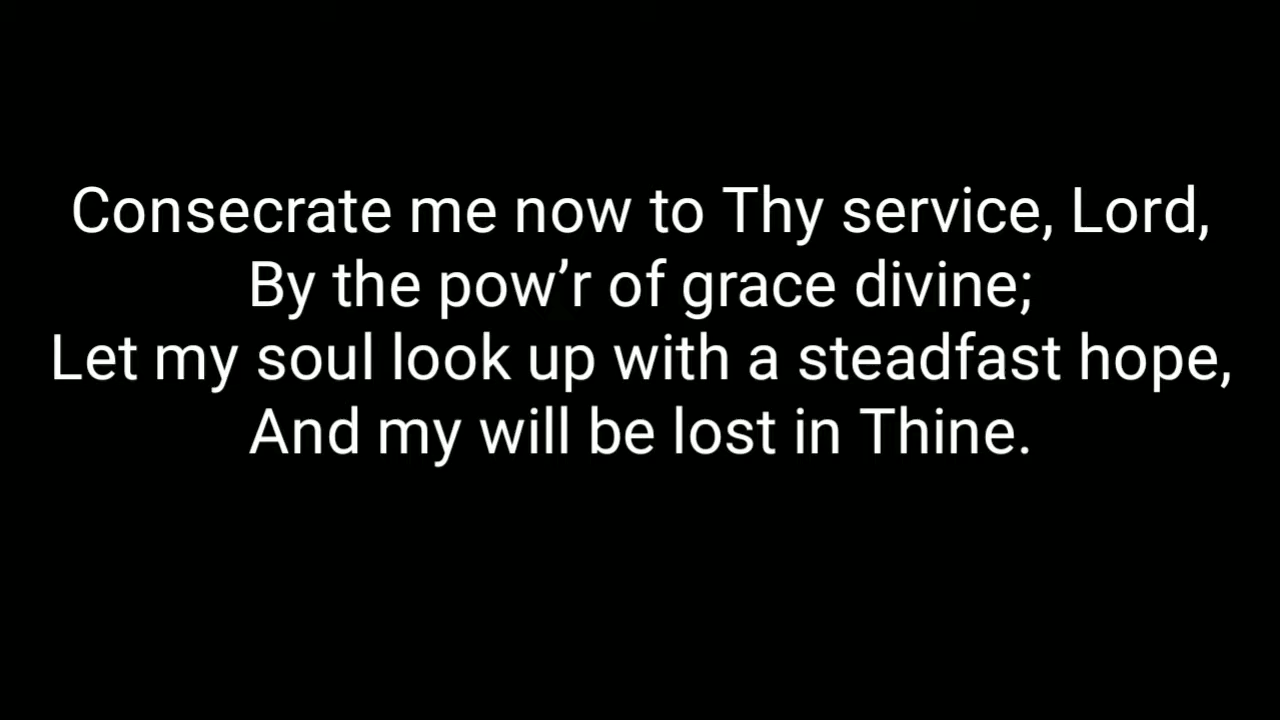 Consecrate me now to Thy service, Lord,
By the pow’r of grace divine;
Let my soul look up with a steadfast hope,
And my will be lost in Thine.